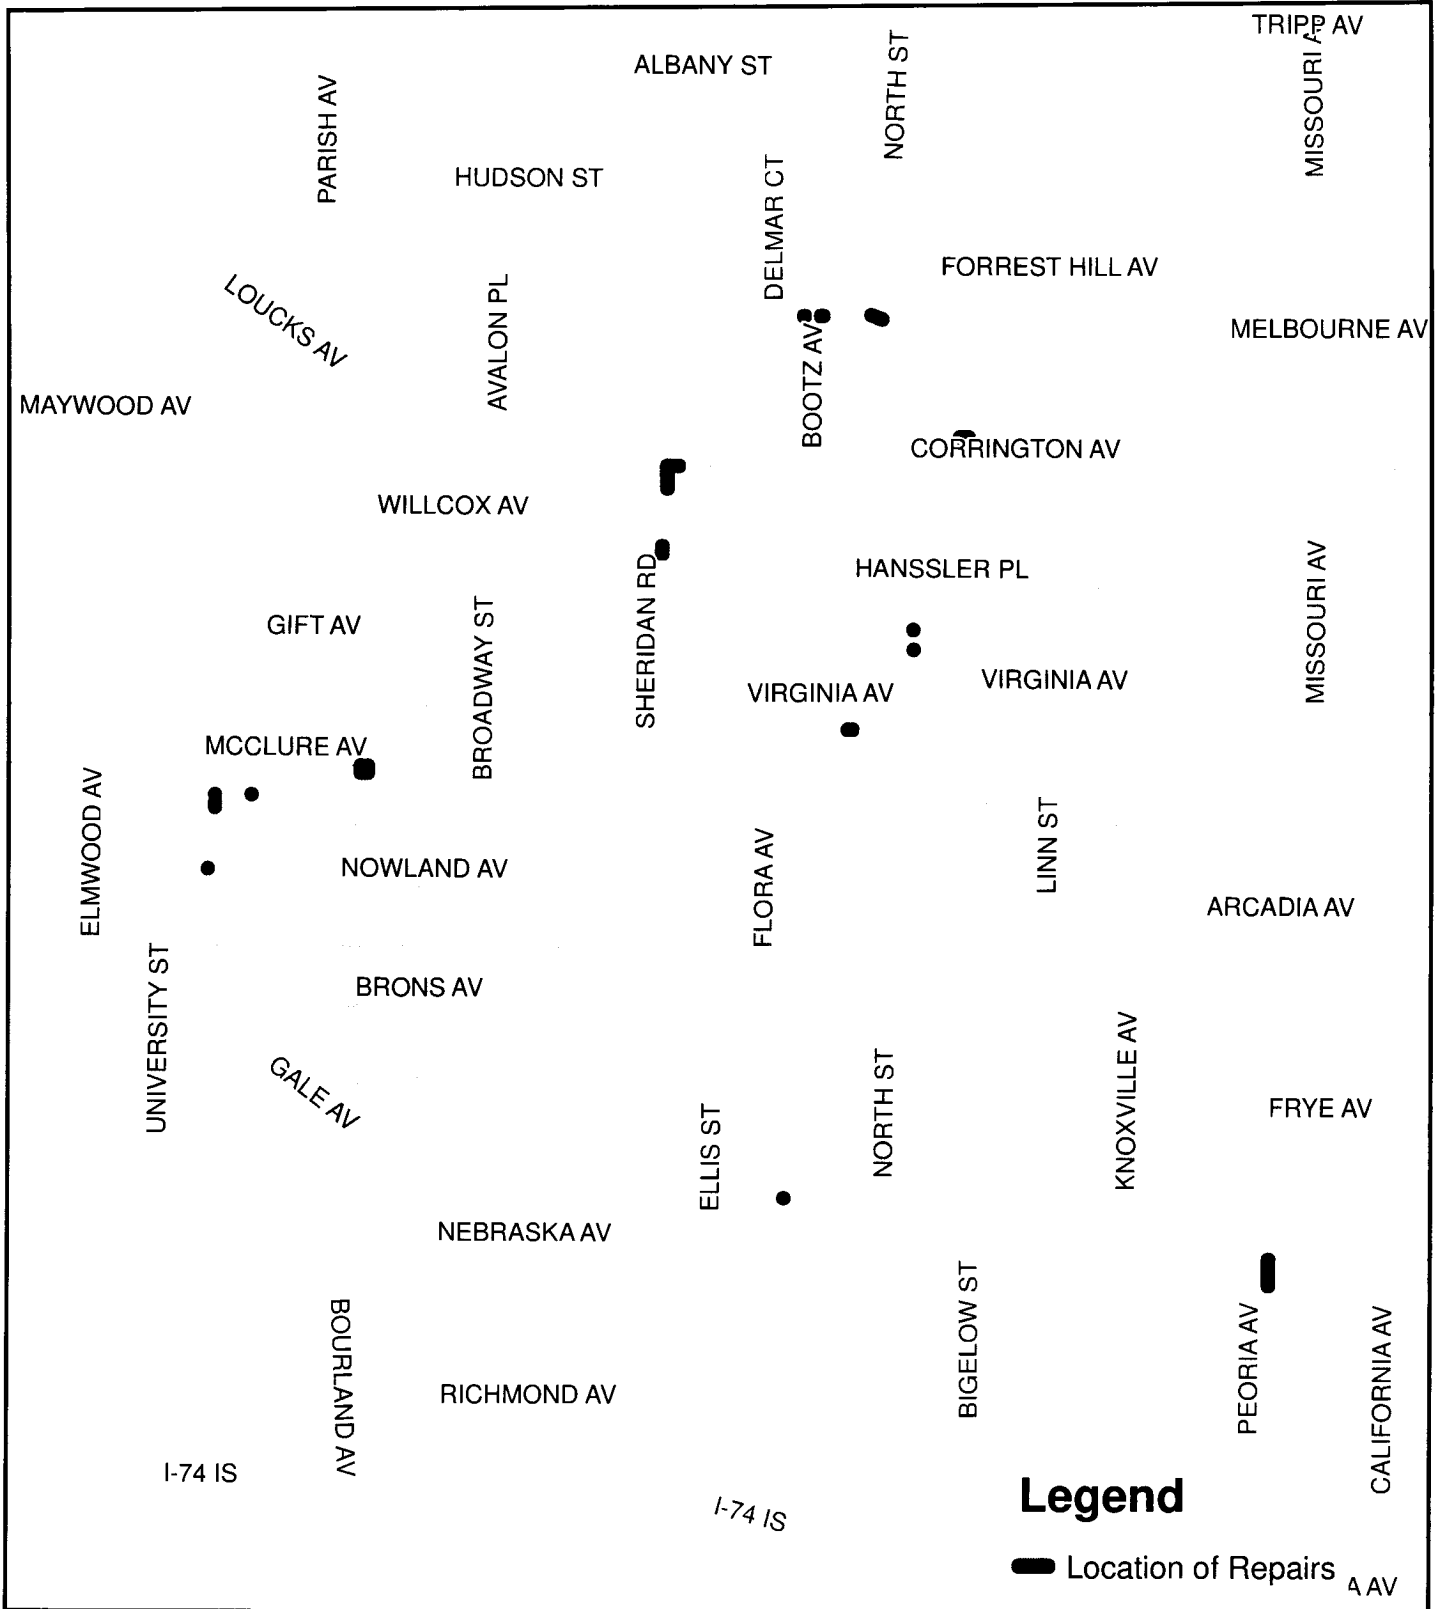 TRIPP AV
MISSOURI A
ALBANY ST
NORTH ST
PARISH AV
HUDSON ST
DELMAR CT
FORREST HILL AV
LOUCKS AV
AVALON PL
MELBOURNE AV
BOOTZ AV
MAYWOOD AV
CORRINGTON AV
WILLCOX AV
HANSSLER PL
SHERIDAN RD
MISSOURI AV
GIFT AV
BROADWAY ST
VIRGINIA AV
VIRGINIA AV
MCCLURE AV
ELMWOOD AV
LINN ST
FLORA AV
NOWLAND AV
ARCADIA AV
UNIVERSITY ST
BRONS AV
KNOXVILLE AV
GALE AV
NORTH ST
FRYE AV
ELLIS ST
NEBRASKA AV
BIGELOW ST
BOURLAND AV
PEORIA AV
CALIFORNIA AV
RICHMOND AV
I-74 IS
Legend
I-74 IS
Location of Repairs
A AV